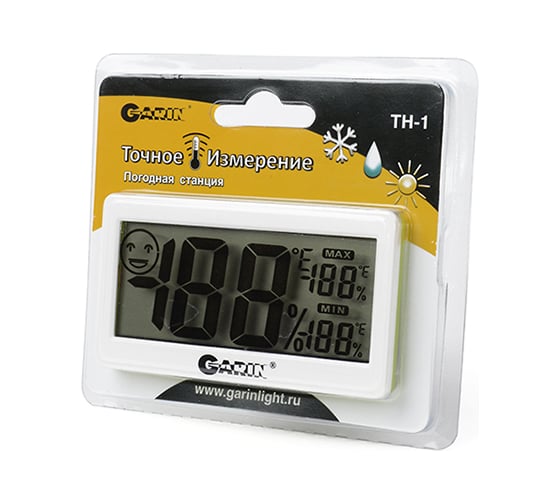 GARIN
TH-1
Точное Измерение
Погодная станция
-188 °F %
MAX
-188 °F %
MIN
-188 °F %
GARIN ®
www.garinlight.ru